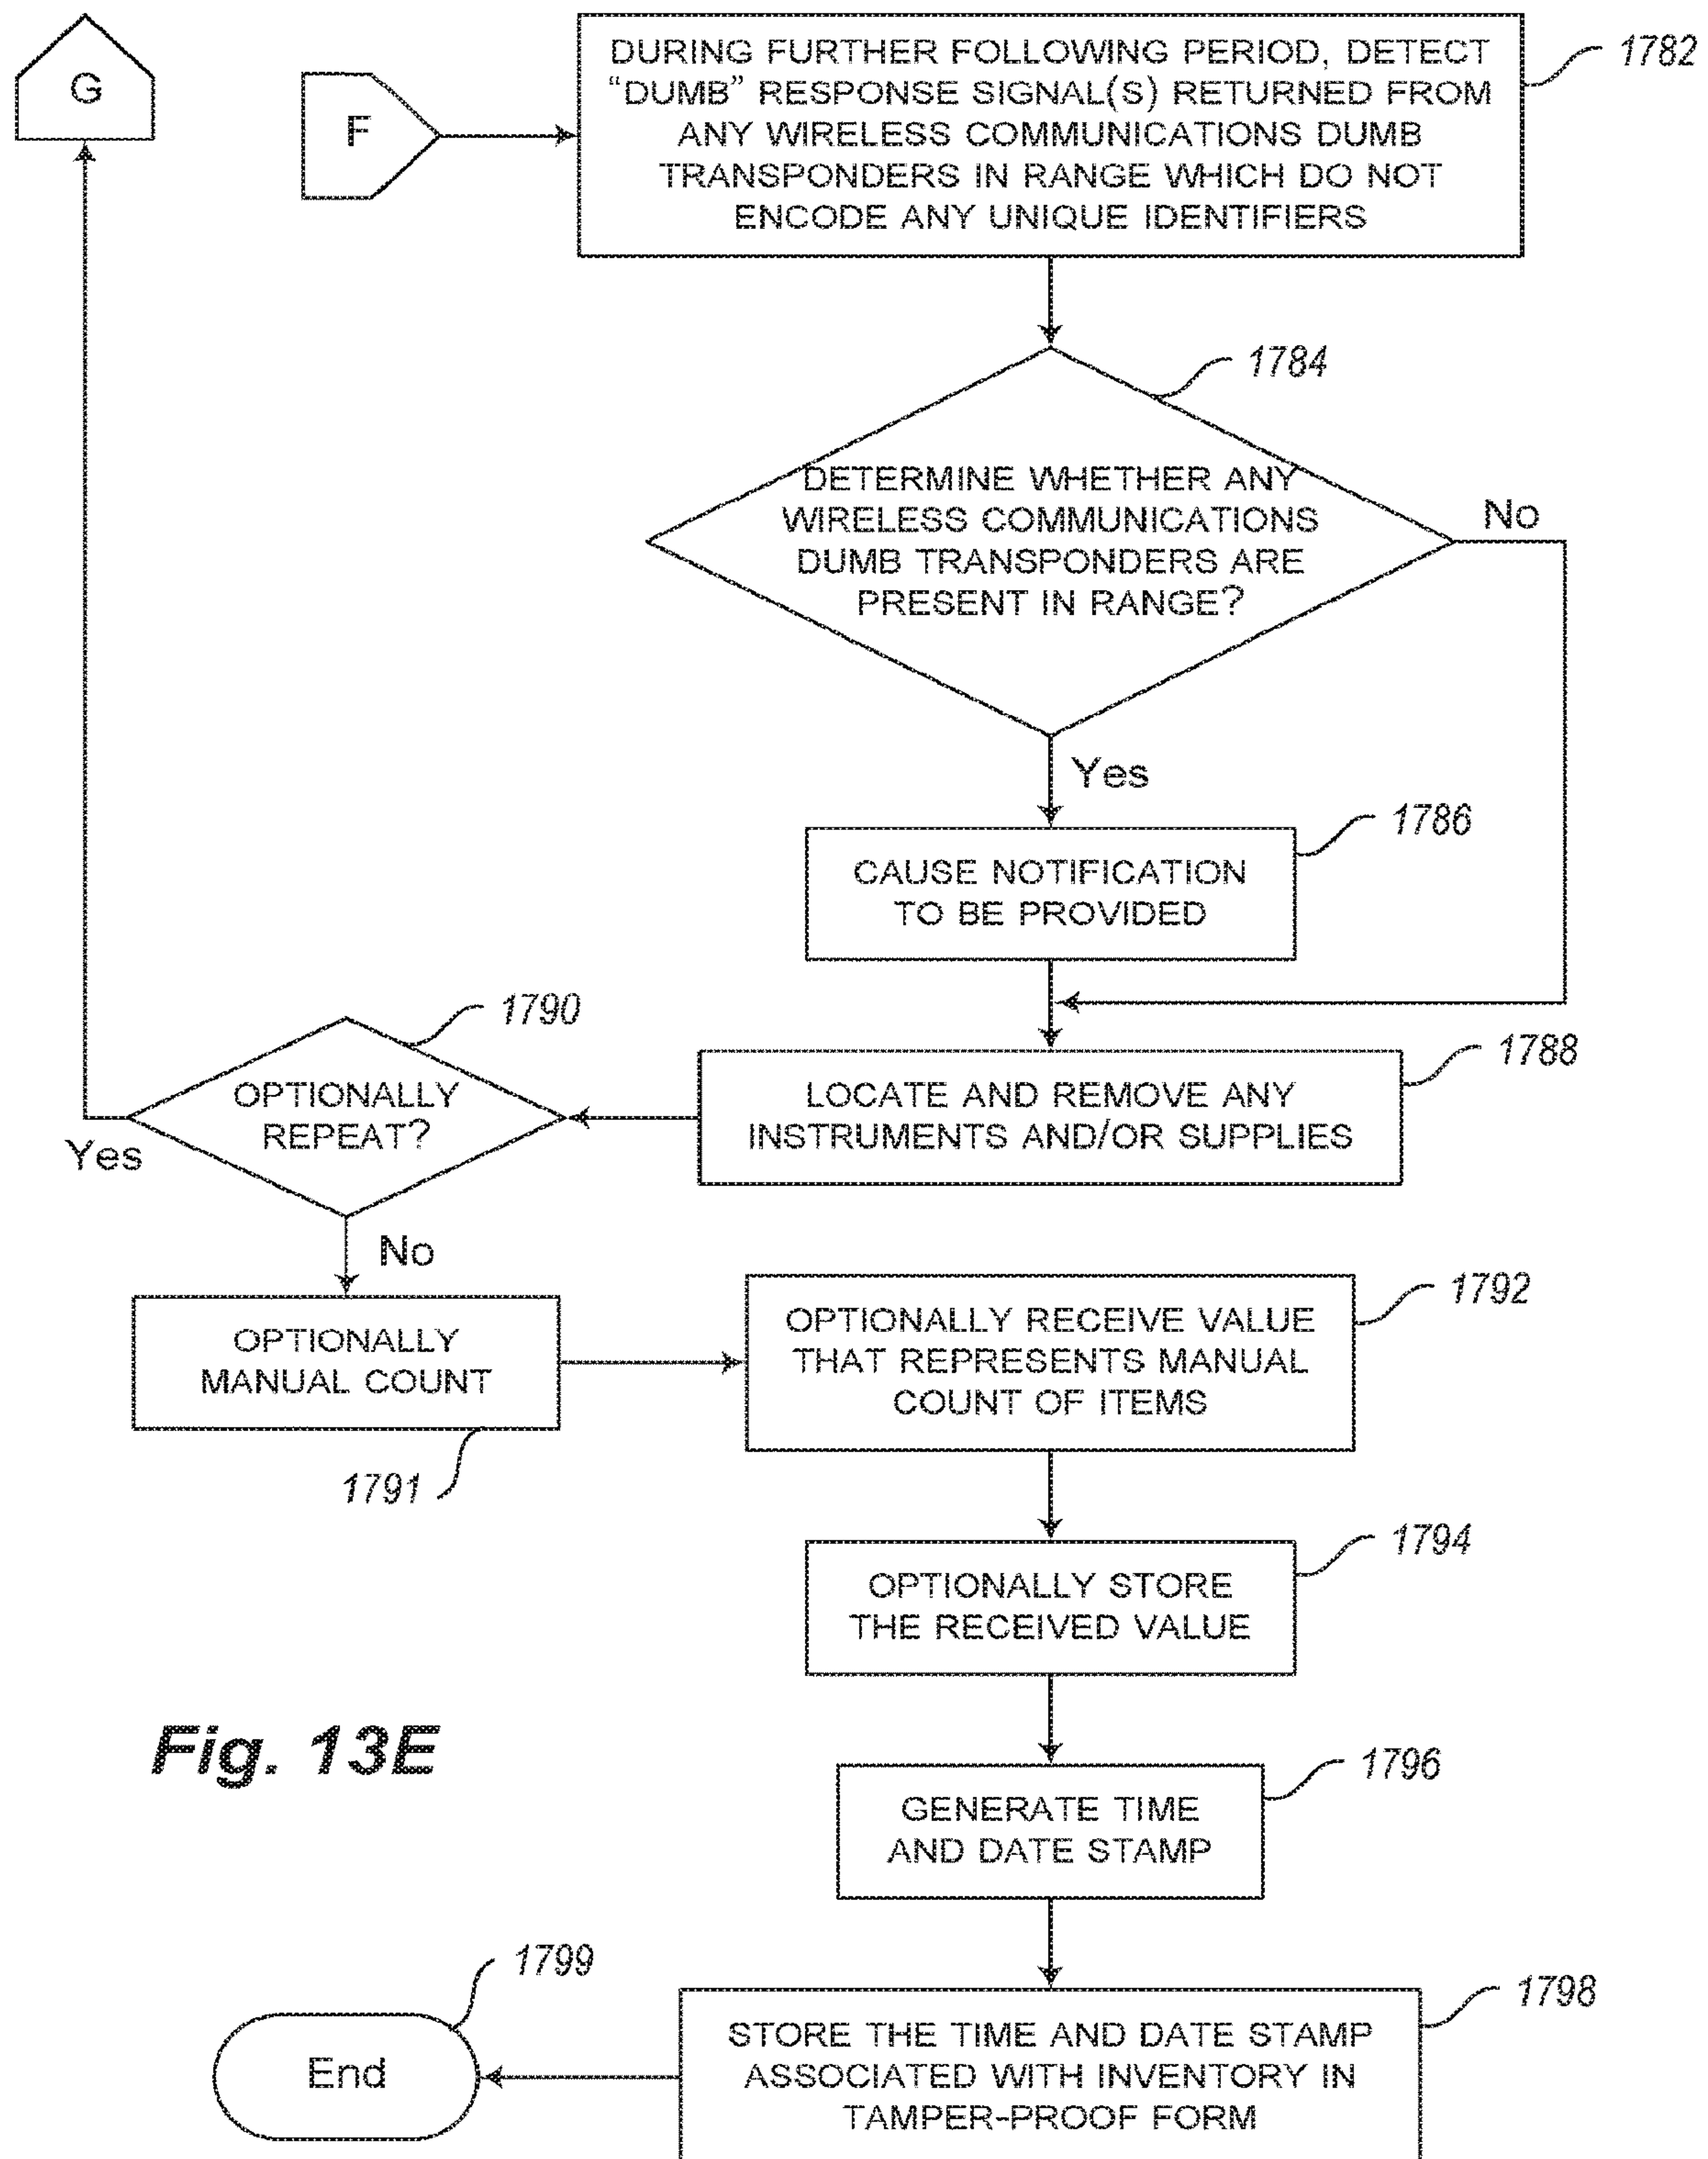 G
F
DURING FURTHER FOLLOWING PERIOD, DETECT
“DUMB” RESPONSE SIGNAL(S) RETURNED FROM
ANY WIRELESS COMMUNICATIONS DUMB
TRANSPONDERS IN RANGE WHICH DO NOT
ENCODE ANY UNIQUE IDENTIFIERS
1782
1784
DETERMINE WHETHER ANY
WIRELESS COMMUNICATIONS
DUMB TRANSPONDERS ARE
PRESENT IN RANGE?
No
Yes
1786
CAUSE NOTIFICATION
TO BE PROVIDED
1788
LOCATE AND REMOVE ANY
INSTRUMENTS AND/OR SUPPLIES
1790
OPTIONALLY
REPEAT?
Yes
No
OPTIONALLY
MANUAL COUNT
1791
1792
OPTIONALLY RECEIVE VALUE
THAT REPRESENTS MANUAL
COUNT OF ITEMS
1794
OPTIONALLY STORE
THE RECEIVED VALUE
1796
GENERATE TIME
AND DATE STAMP
1798
STORE THE TIME AND DATE STAMP
ASSOCIATED WITH INVENTORY IN
TAMPER-PROOF FORM
1799
End
Fig. 13E